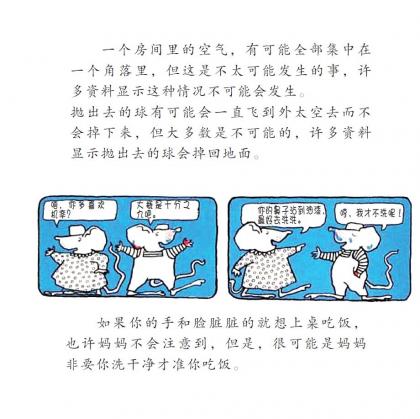 一个房间里的空气，有可能全部集中在
一个角落里，但这是不太可能发生的事，许
多资料显示这种情况不可能会发生。
抛出去的球有可能会一直飞到外太空去而不
会掉下来，但大多数是不可能的，许多资料
显示抛出去的球会掉回地面。
你多喜欢
机率？
大概是十分之
九吧。
你的鼻子沾到油漆，
最好去洗洗。
哼，我才不洗呢！
如果你的手和脸脏脏的就想上桌吃饭，
也许妈妈不会注意到，但是，很可能是妈妈
非要你洗干净才准你吃饭。